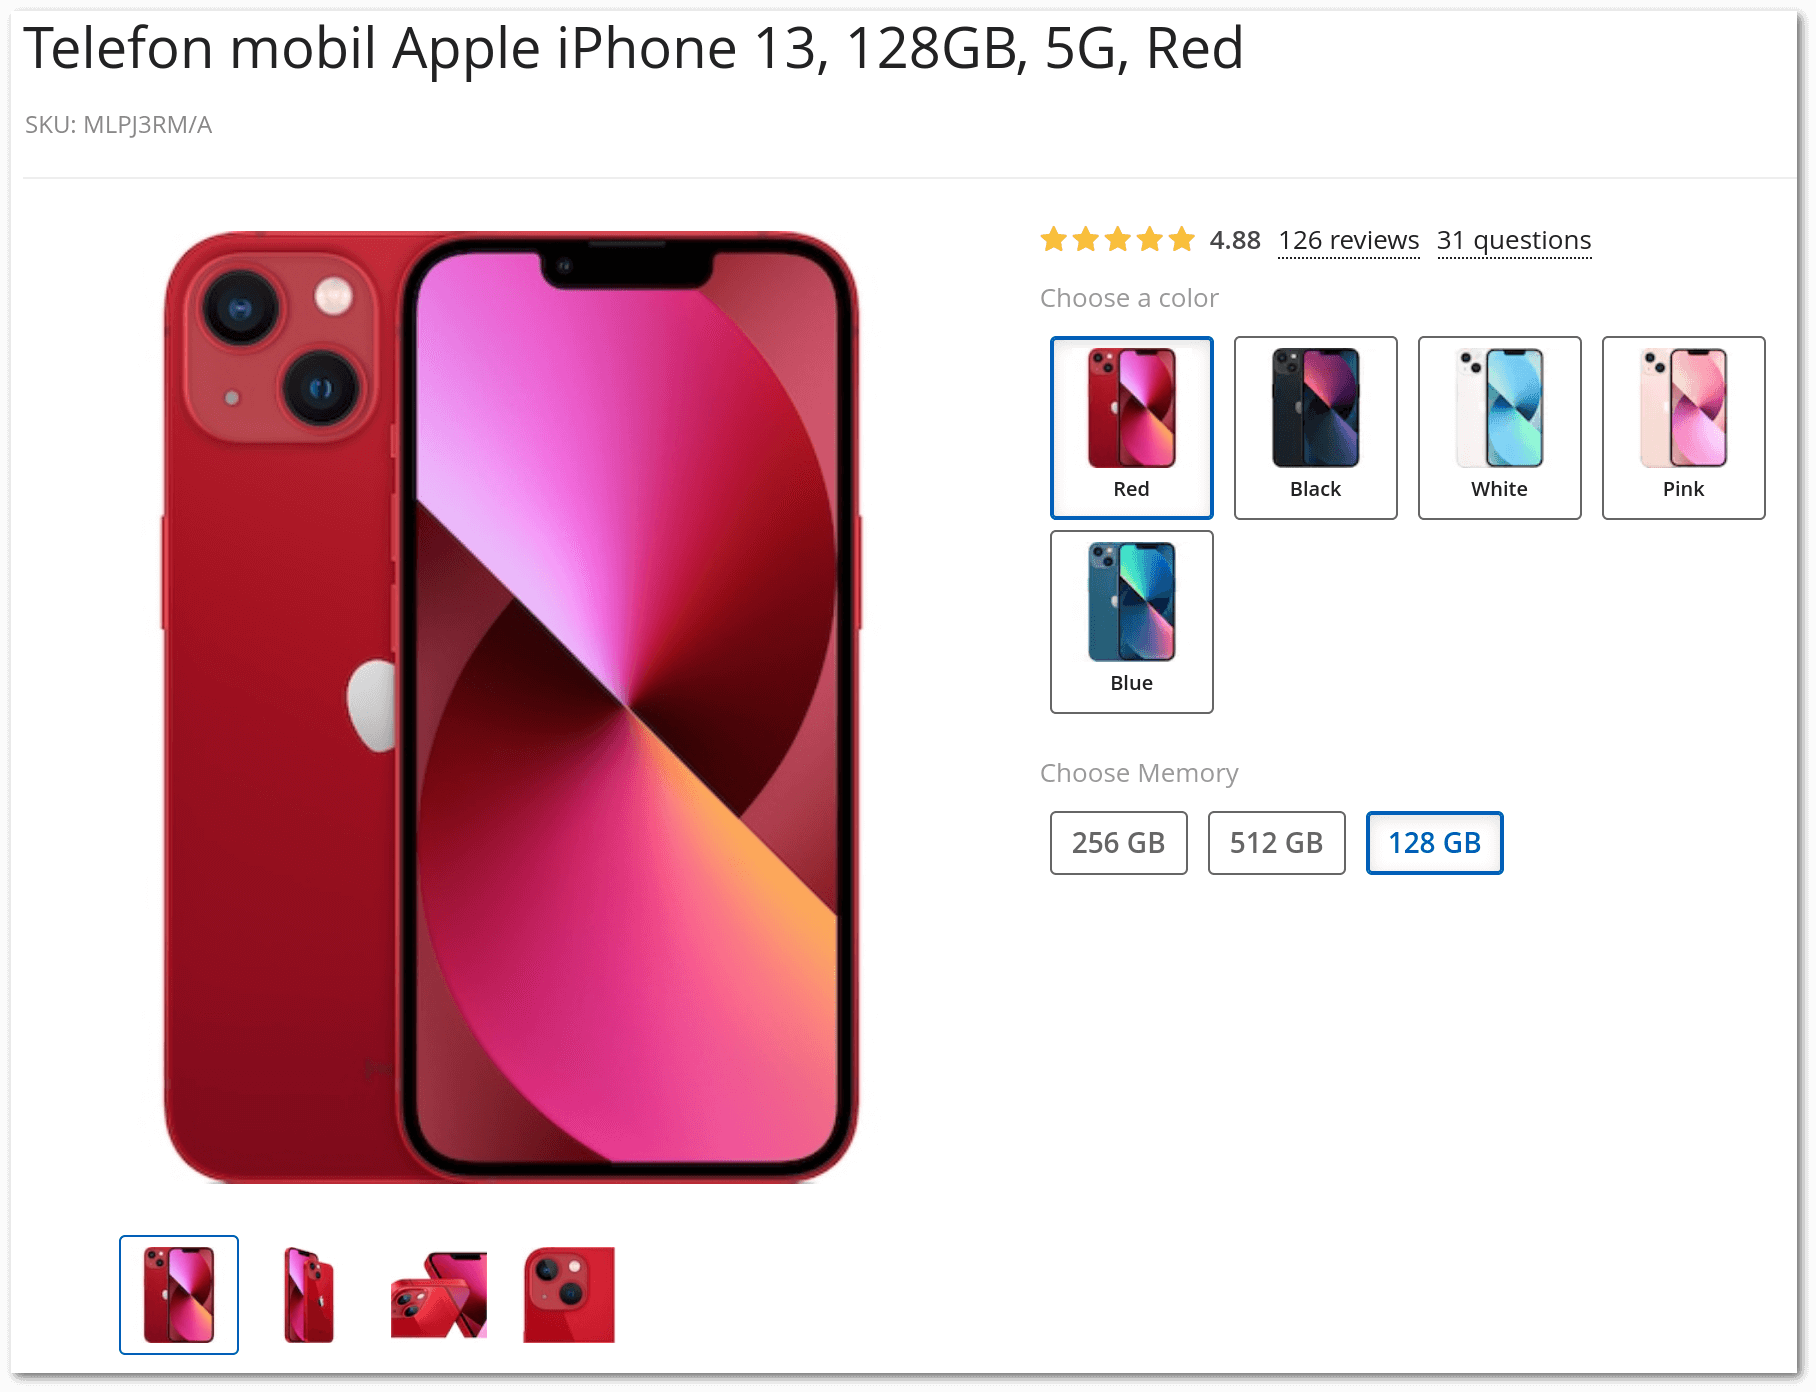 Telefon mobil Apple iPhone 13, 128GB, 5G, Red
SKU: MLPJ3RM/A
4.88 126 reviews 31 questions
Choose a color
Red Black White Pink
Blue
Choose Memory
256 GB 512 GB 128 GB